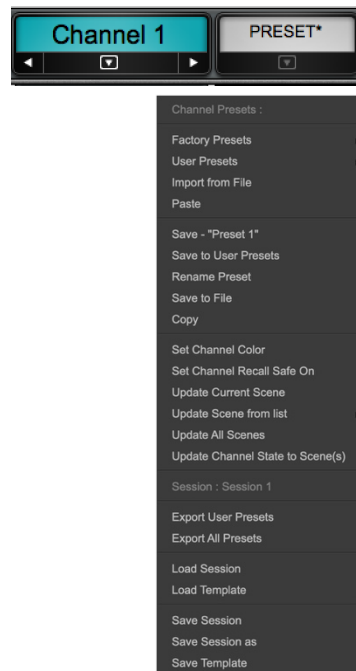 Channel 1
PRESET*
Channel Presets :
Factory Presets
User Presets
Import from File
Paste
Save - "Preset 1"
Save to User Presets
Rename Preset
Save to File
Copy
Set Channel Color
Set Channel Recall Safe On
Update Current Scene
Update Scene from list
Update All Scenes
Update Channel State to Scene(s)
Session : Session 1
Export User Presets
Export All Presets
Load Session
Load Template
Save Session
Save Session as
Save Template